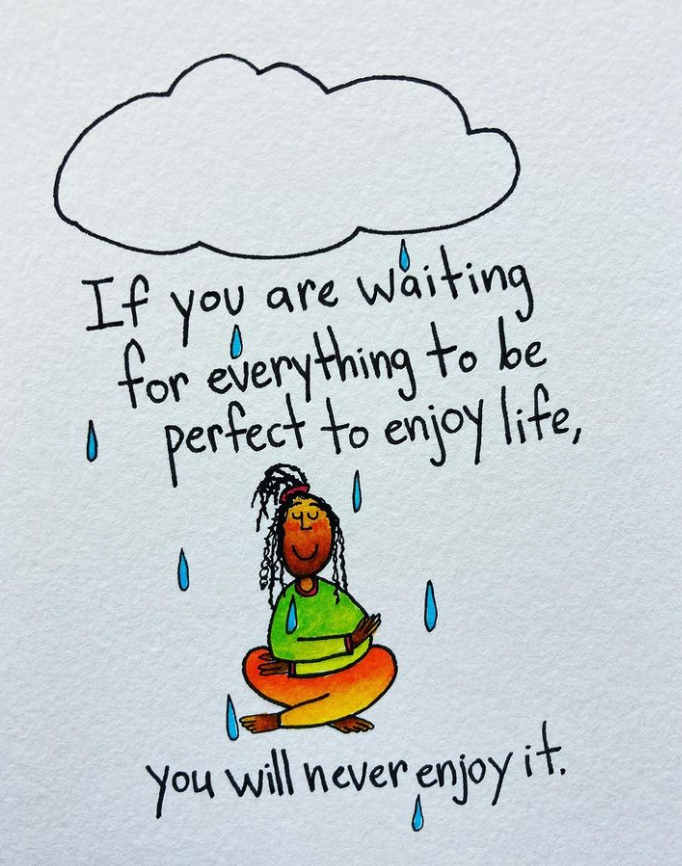 If you are waiting
for everything to be
perfect to enjoy life,
you will never enjoy it.